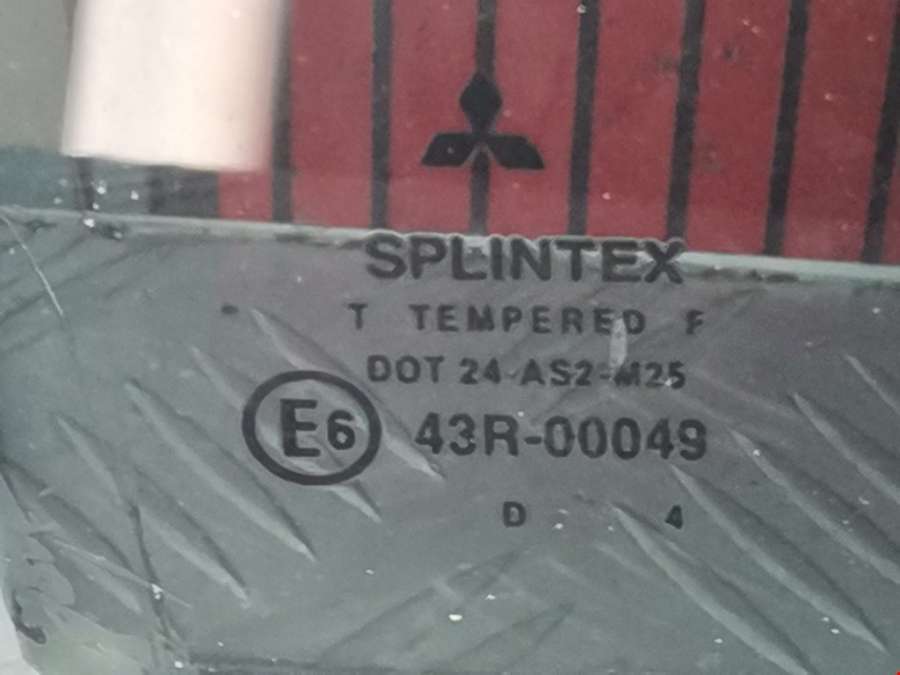 SPLINTEX
T TEMPERED F
DOT 24-AS2-M25
E6 43R-00049
D 4